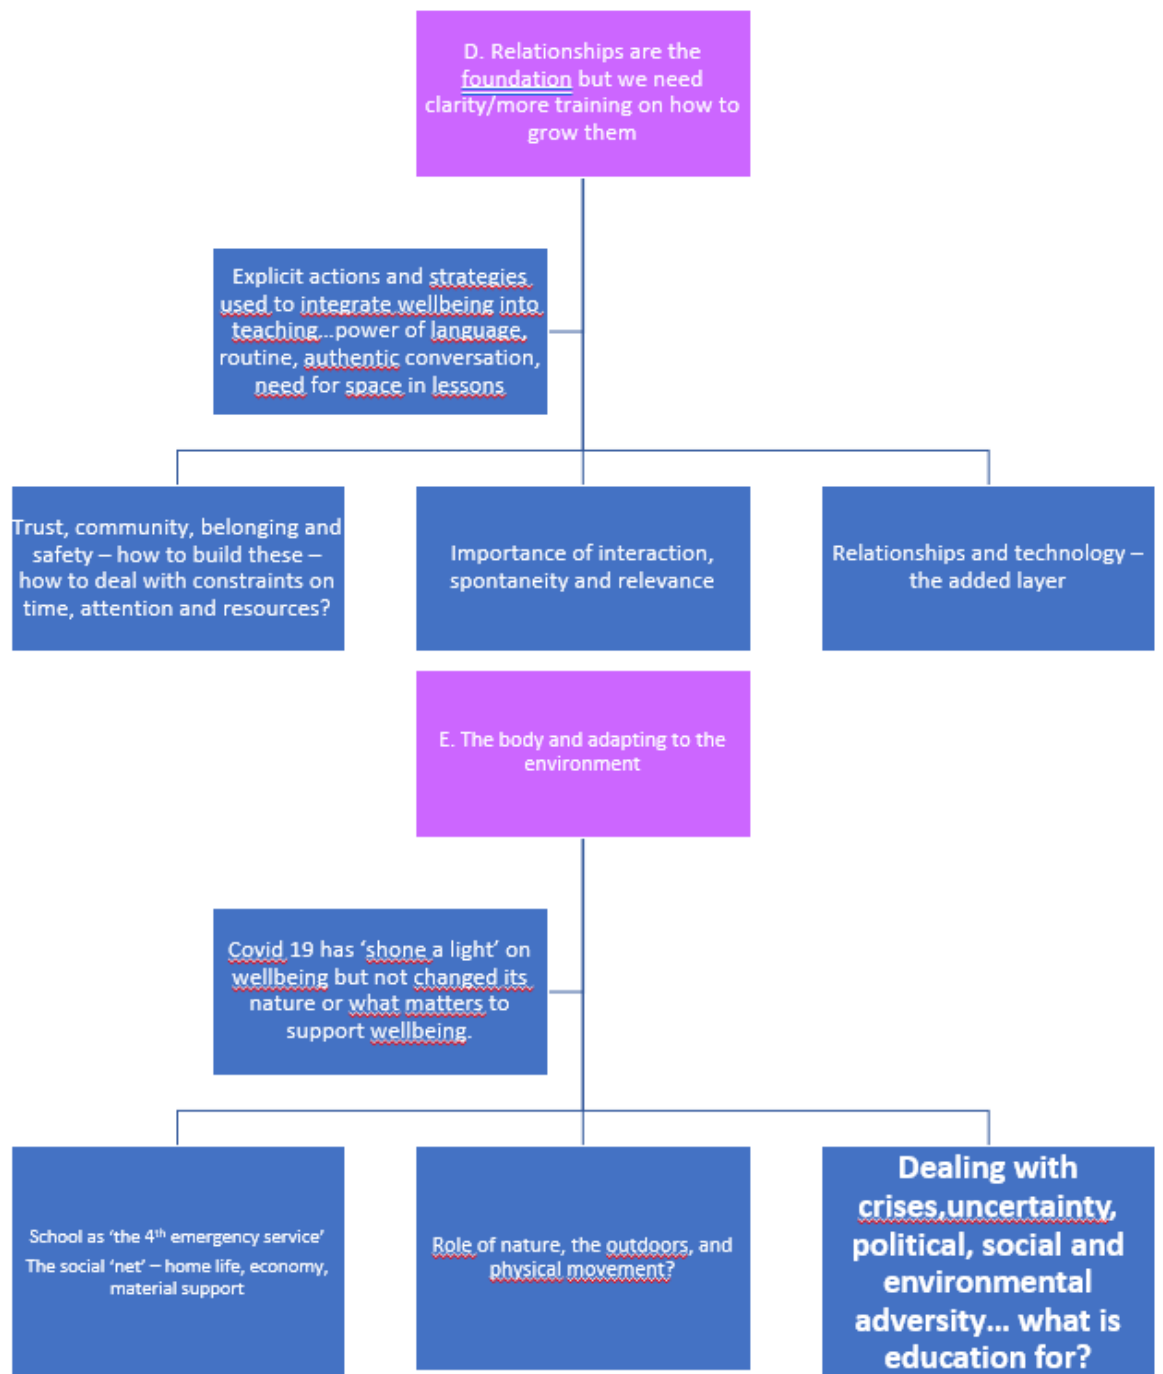 D. Relationships are the
foundation but we need
clarity/more training on how to
grow them
Explicit actions and strategies
used to integrate wellbeing into
teaching...power of language,
routine, authentic conversation,
need for space in lessons
Trust, community, belonging and
safety – how to build these –
how to deal with constraints on
time, attention and resources?
Importance of interaction,
spontaneity and relevance
Relationships and technology –
the added layer
E. The body and adapting to the
environment
Covid 19 has ‘shone a light’ on
wellbeing but not changed its
nature or what matters to
support wellbeing.
School as ‘the 4th emergency service’
The social ‘net’ – home life, economy,
material support
Role of nature, the outdoors, and
physical movement?
Dealing with
crises,uncertainty,
political, social and
environmental
adversity... what is
education for?